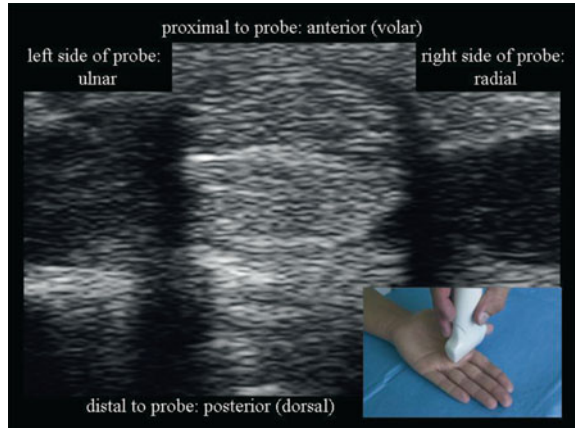 proximal to probe: anterior (volar)
left side of probe:
ulnar
right side of probe:
radial
distal to probe: posterior (dorsal)